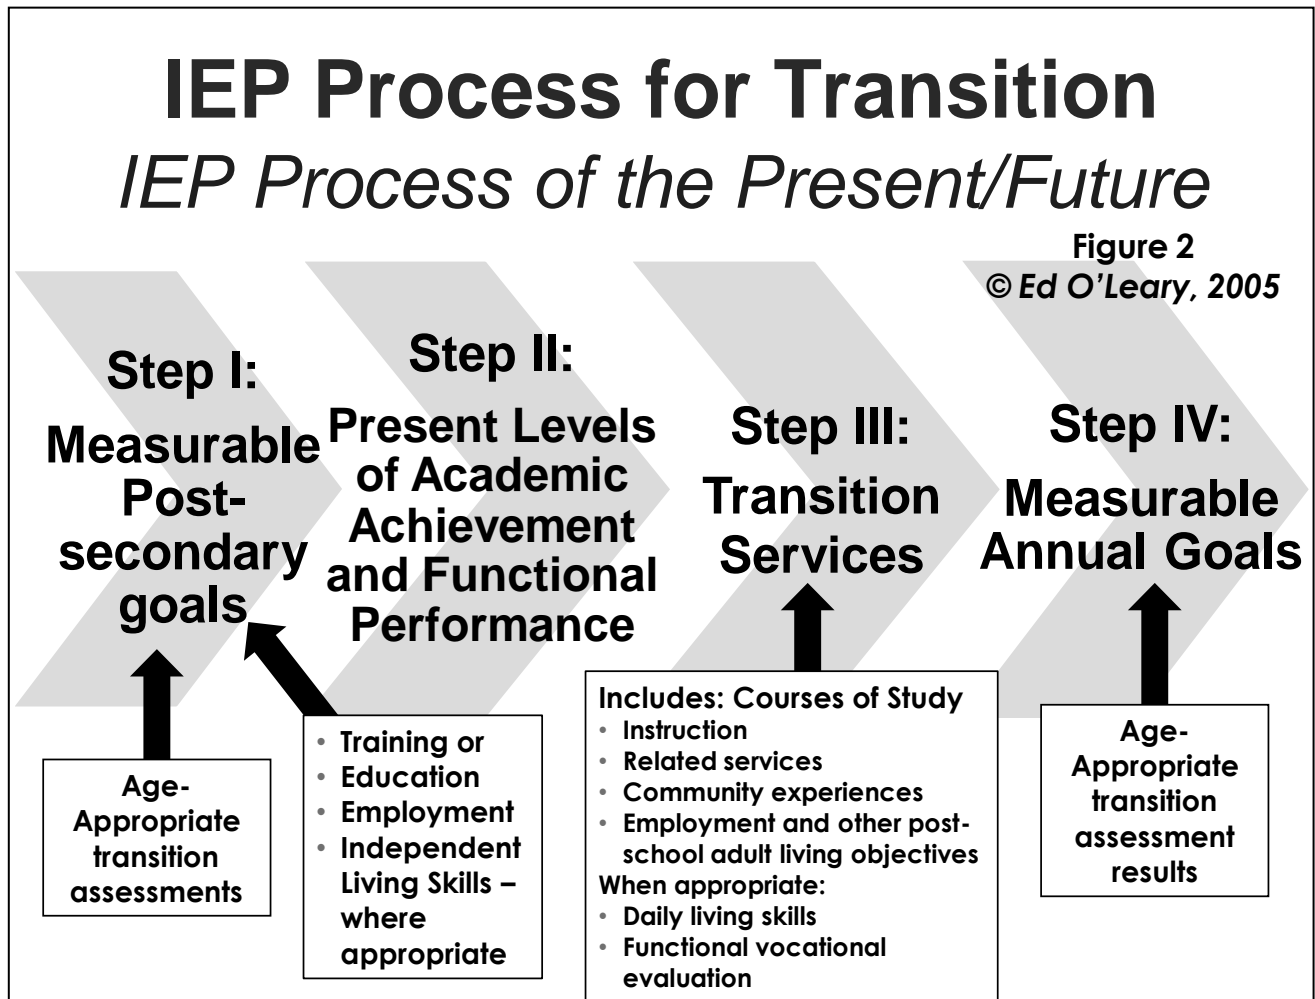 IEP Process for Transition
IEP Process of the Present/Future
Figure 2
© Ed O’Leary, 2005
Step I:
Measurable
Post-
secondary
goals
Step II:
Present Levels
of Academic
Achievement
and Functional
Performance
Step III:
Transition
Services
Step IV:
Measurable
Annual Goals
Age-
Appropriate
transition
assessments
• Training or
• Education
• Employment
• Independent
Living Skills –
where
appropriate
Includes: Courses of Study
• Instruction
• Related services
• Community experiences
• Employment and other post-
school adult living objectives
When appropriate:
• Daily living skills
• Functional vocational
evaluation
Age-
Appropriate
transition
assessment
results